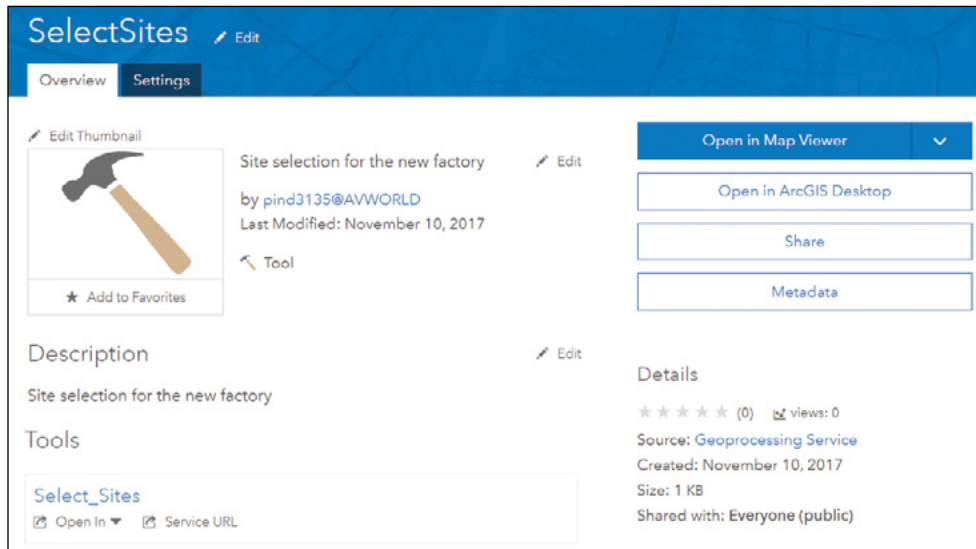 SelectSites Edit
Overview Settings
Edit Thumbnail
Site selection for the new factory Edit
by pind3135@AVWORLD
Last Modified: November 10, 2017
Tool
Add to Favorites
Description Edit
Site selection for the new factory
Tools
Select_Sites
Open In Service URL
Open in Map Viewer
Open in ArcGIS Desktop
Share
Metadata
Details
(0) views: 0
Source: Geoprocessing Service
Created: November 10, 2017
Size: 1 KB
Shared with: Everyone (public)